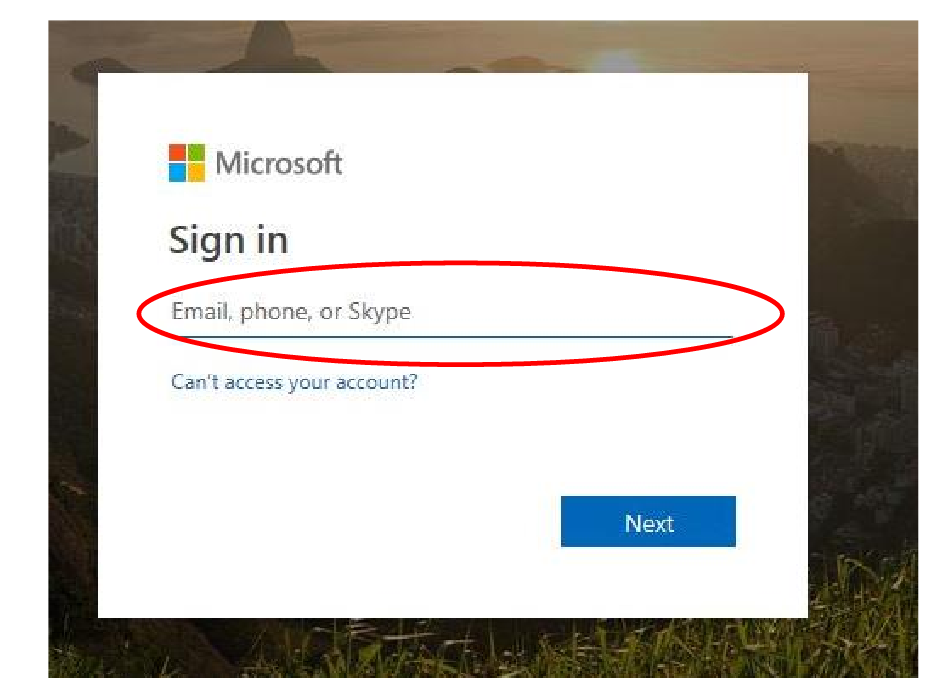 Microsoft
Sign in
Email, phone, or Skype
Can't access your account?
Next